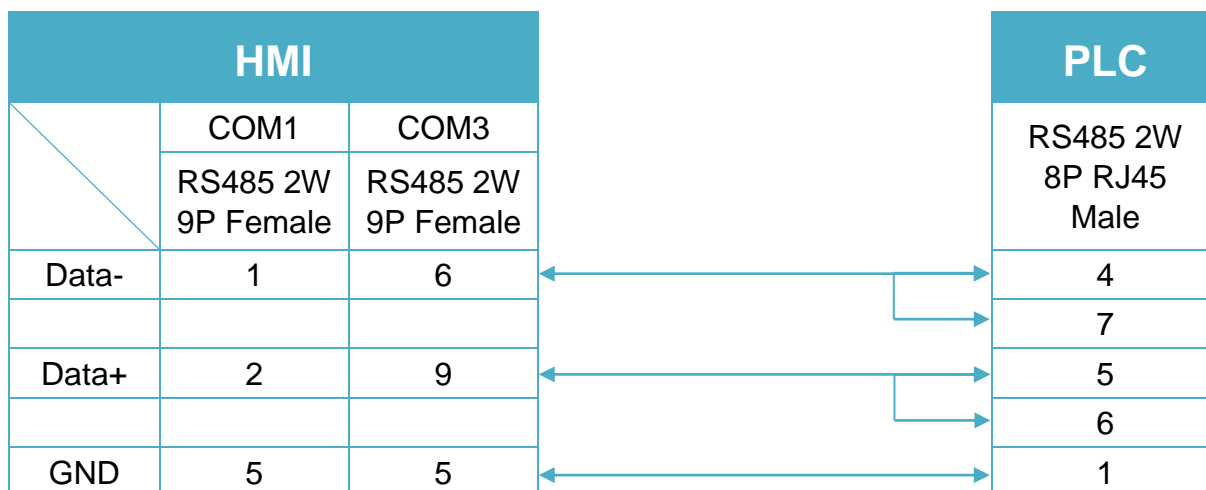 HMI PLC
COM1 COM3
RS485 2W RS485 2W RS485 2W
9P Female 9P Female 8P RJ45
Male
Data- 1 6 4
7
Data+ 2 9 5
6
GND 5 5 1